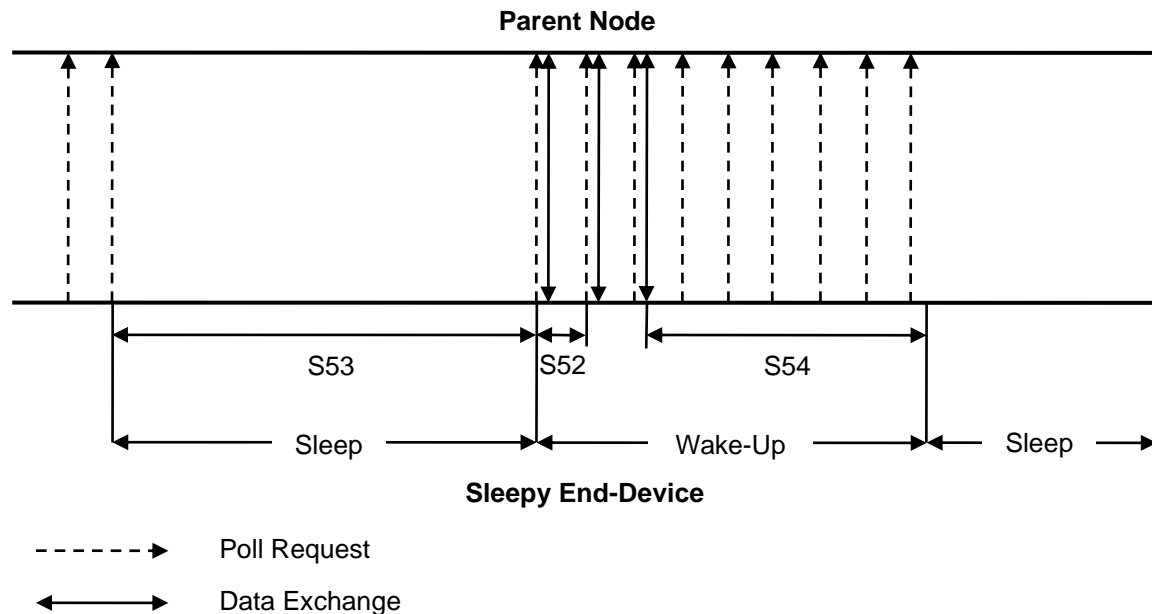 Parent Node
S53
S52
S54
Sleep
Wake-Up
Sleep
Sleepy End-Device
Poll Request
Data Exchange